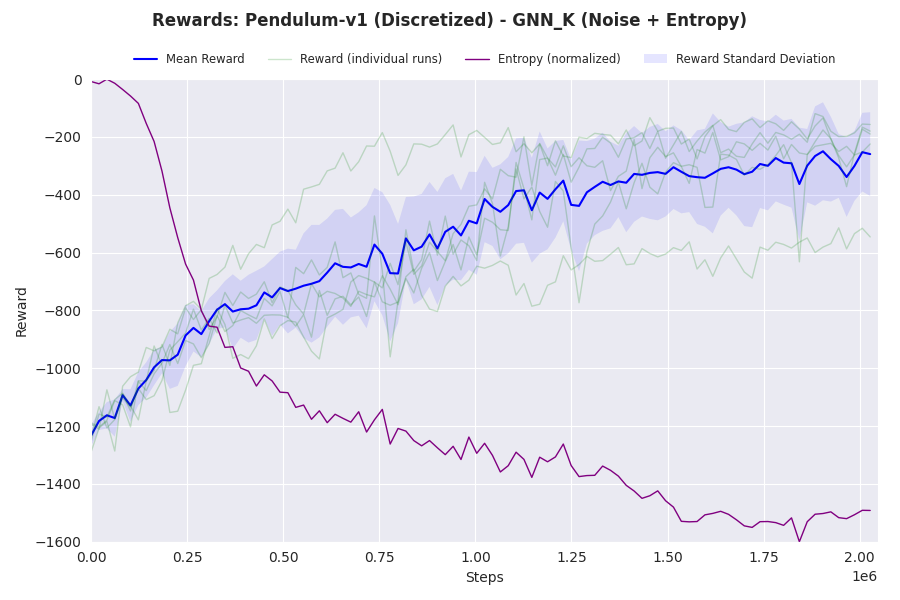 Rewards: Pendulum-v1 (Discretized) - GNN_K (Noise + Entropy)
Mean Reward Reward (individual runs) Entropy (normalized) Reward Standard Deviation
0
−200
−400
−600
−800
−1000
−1200
−1400
−1600
Reward
0.00 0.25 0.50 0.75 1.00 1.25 1.50 1.75 2.00
Steps
1e6